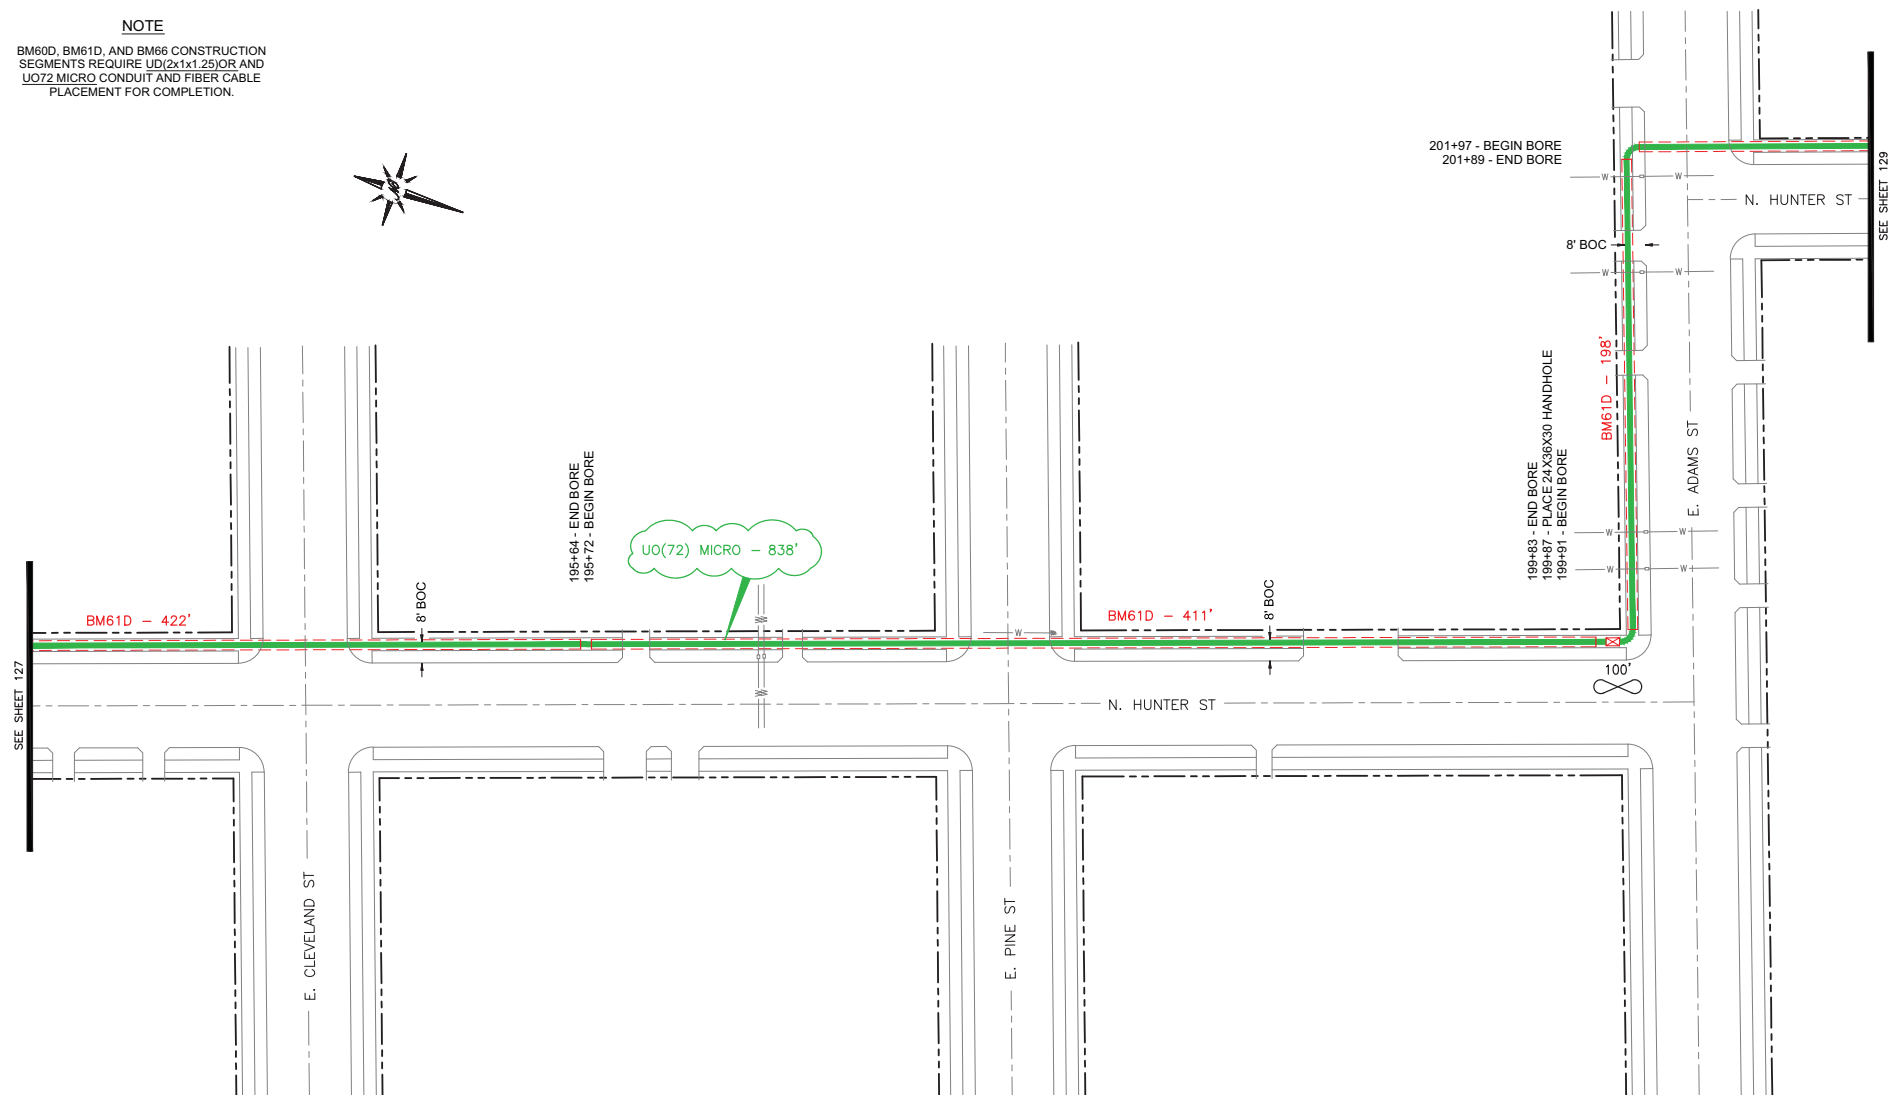 NOTE
BM60D, BM61D, AND BM66 CONSTRUCTION
SEGMENTS REQUIRE UD(2x1x1.25)OR AND
UO72 MICRO CONDUIT AND FIBER CABLE
PLACEMENT FOR COMPLETION.
201+97 - BEGIN BORE
201+89 - END BORE
W
W
N. HUNTER ST
SEE SHEET 129
8' BOC
W
W
BM61D - 198'
E. ADAMS ST
199+83 - END BORE
199+87 - PLACE 24X36X30 HANDHOLE
199+91 - BEGIN BORE
W
W
W
W
195+64 - END BORE
195+72 - BEGIN BORE
UO(72) MICRO - 838'
8' BOC
8' BOC
BM61D - 422'
BM61D - 411'
W
W
W
W
W
100'
SEE SHEET 127
N. HUNTER ST
E. CLEVELAND ST
E. PINE ST